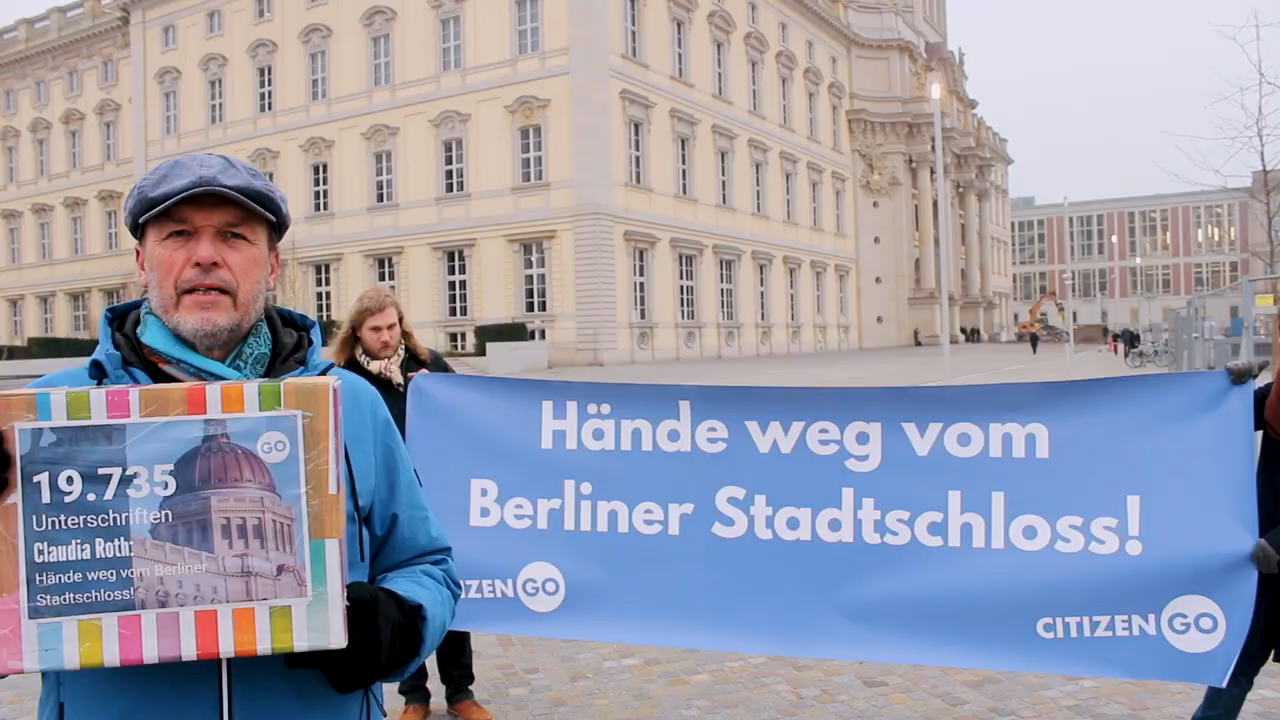 GO
19.735
Unterschriften
Claudia Roth:
Hände weg vom Berliner
Stadtschloss!
Hände weg vom
Berliner Stadtschloss!
IZEN GO
CITIZEN GO